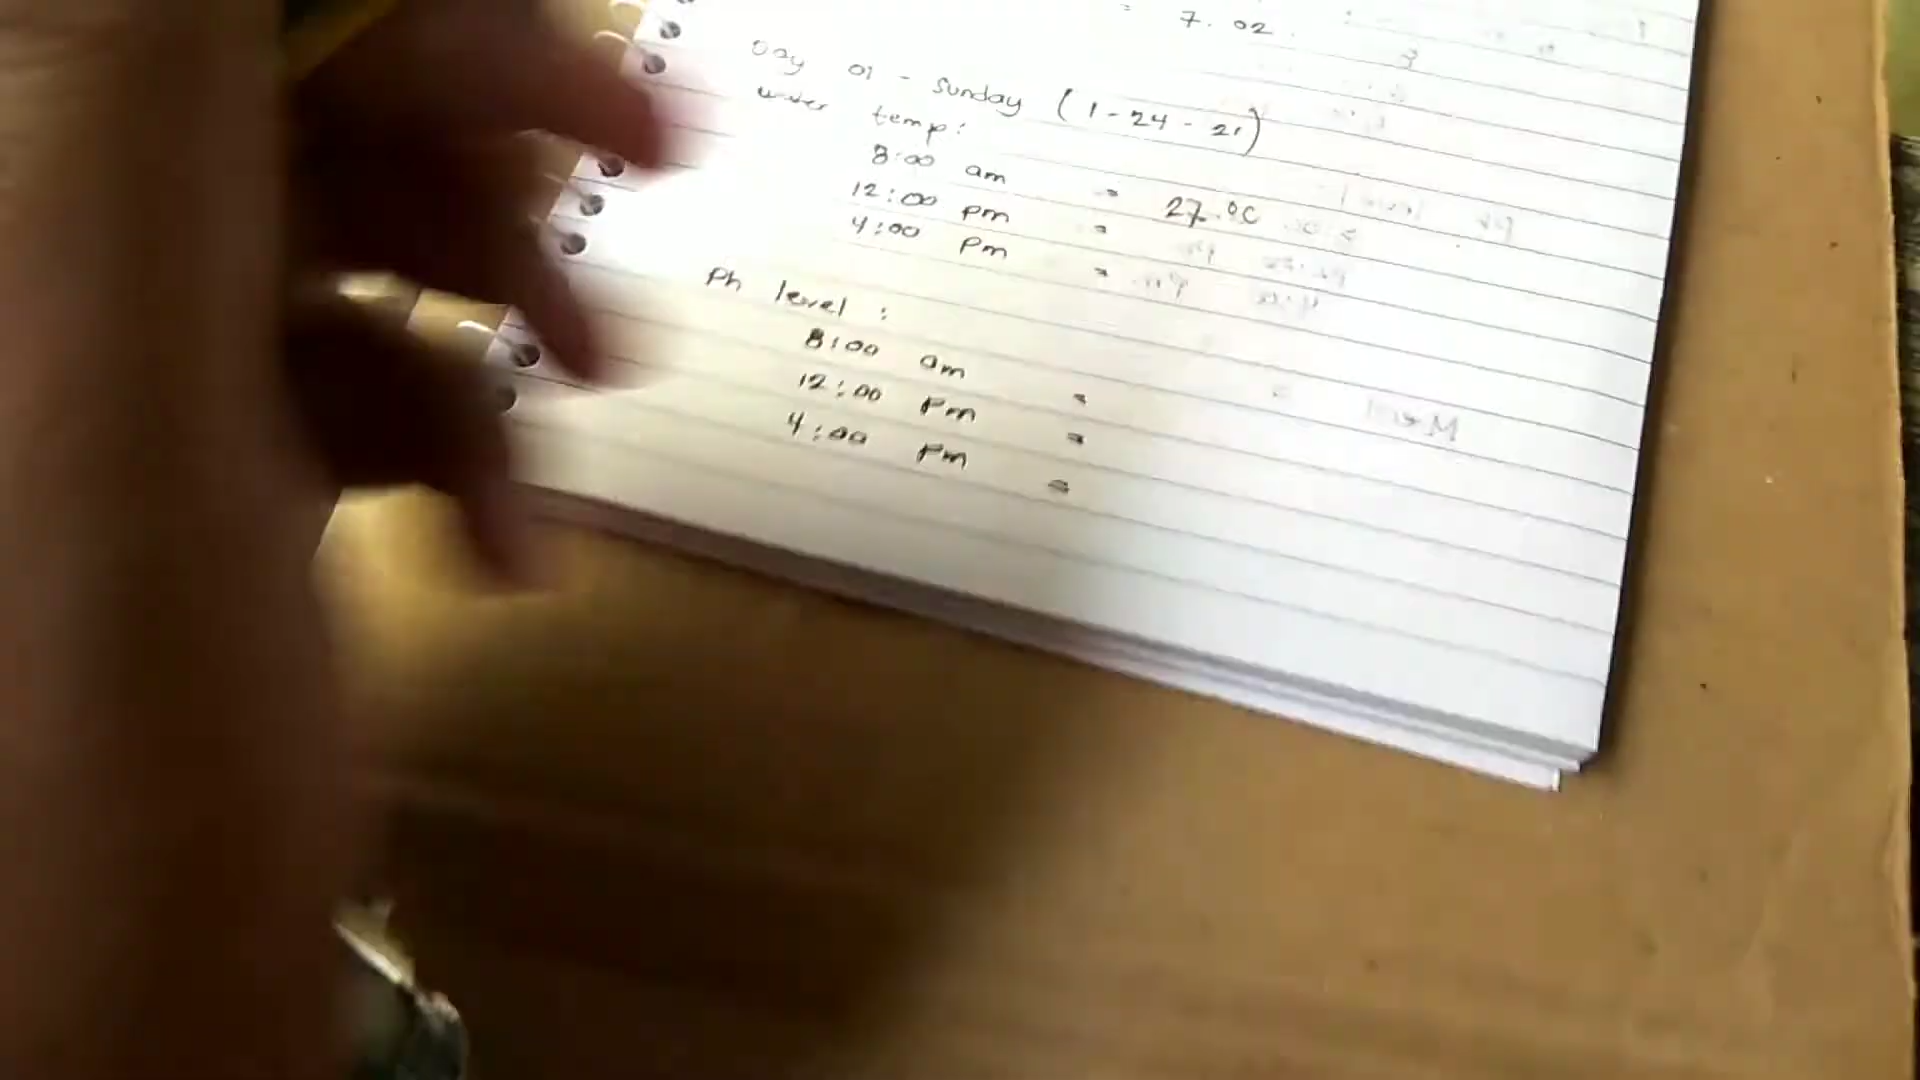 = 7.02
Day 01 - Sunday (1-24-21)
water temp:
8:00 am = 27.°C
12:00 pm =
4:00 pm =
Ph level :
8:00 am =
12:00 pm =
4:00 pm =